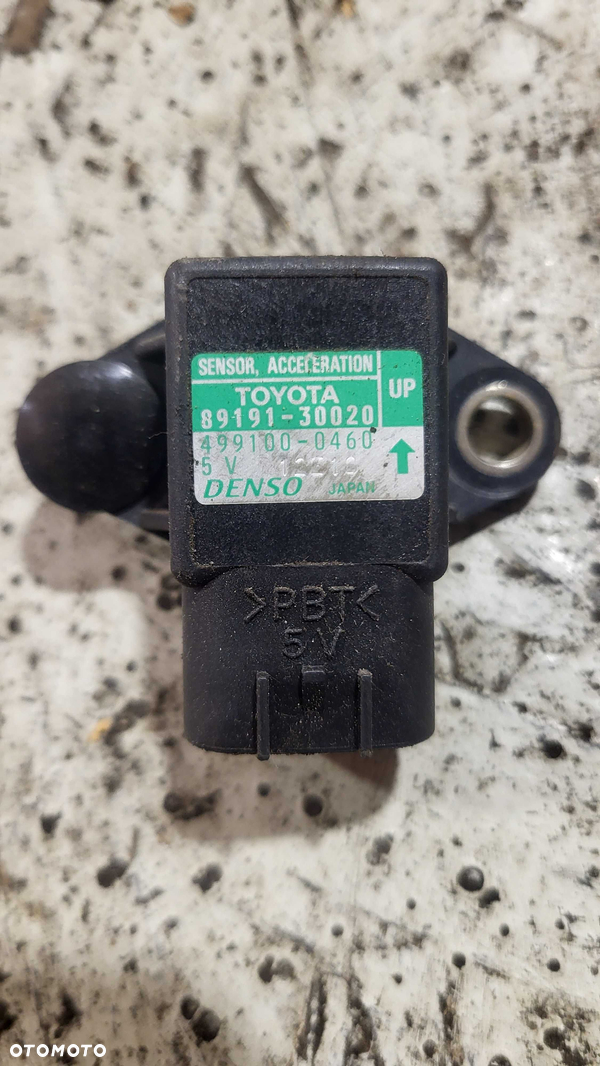 SENSOR, ACCELERATION
TOYOTA
UP
89191-30020
499100-0460
5 V
DENSO JAPAN
>PBT<
5 V
OTOMOTO